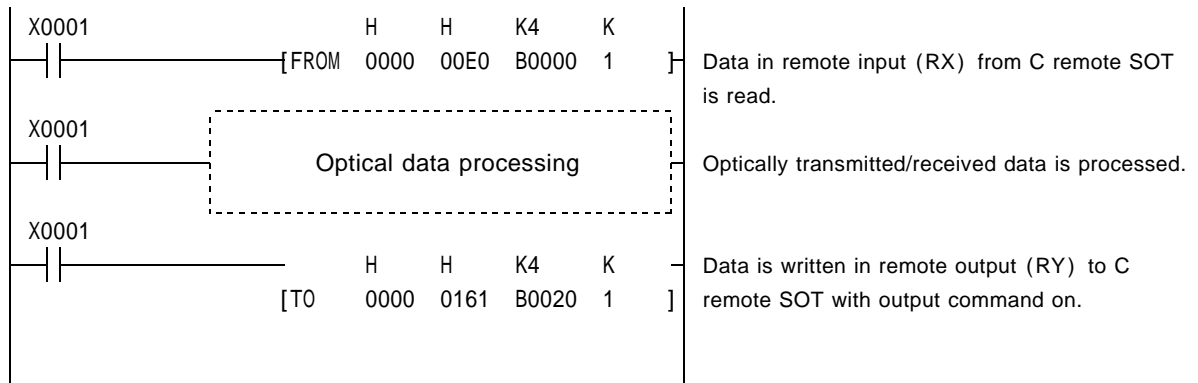 X0001
H H K4 K
[FROM 0000 00E0 B0000 1 ]
Data in remote input (RX) from C remote SOT
is read.
X0001
Optical data processing
Optically transmitted/received data is processed.
X0001
H H K4 K
Data is written in remote output (RY) to C
[TO 0000 0161 B0020 1 ]
remote SOT with output command on.